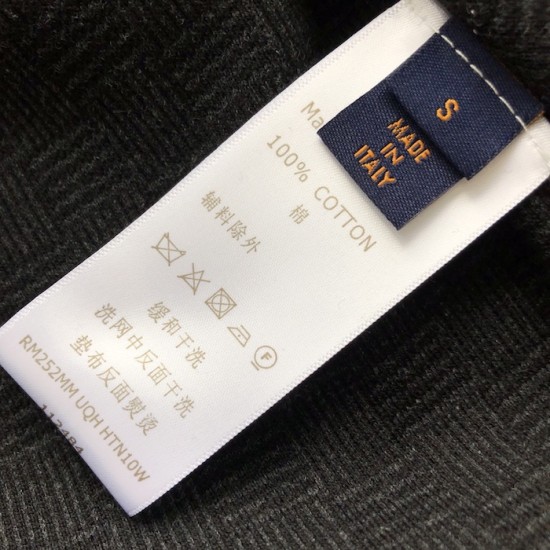 S
MADE
IN
ITALY
Ma
100% COTTON
棉
辅料除外
F
缓和干洗
洗网中反面干洗
垫布反面熨烫
RM252MM UQH HTN10W